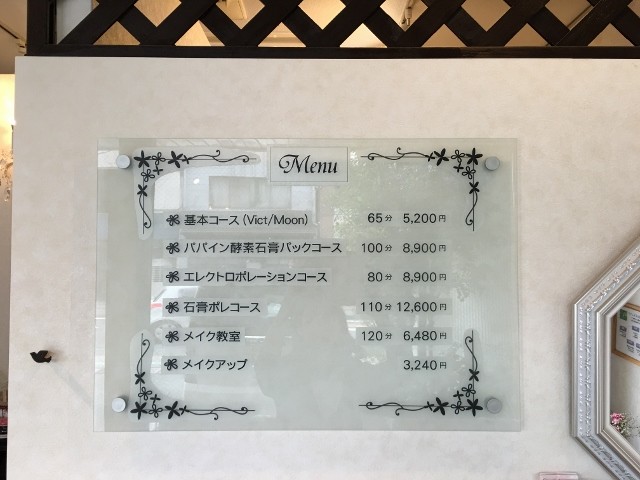 Menu
基本コース（Vict/Moon） 65分 5,200円
パパイン酵素石膏パックコース 100分 8,900円
エレクトロポレーションコース 80分 8,900円
石膏ポレコース 110分 12,600円
メイク教室 120分 6,480円
メイクアップ 3,240円